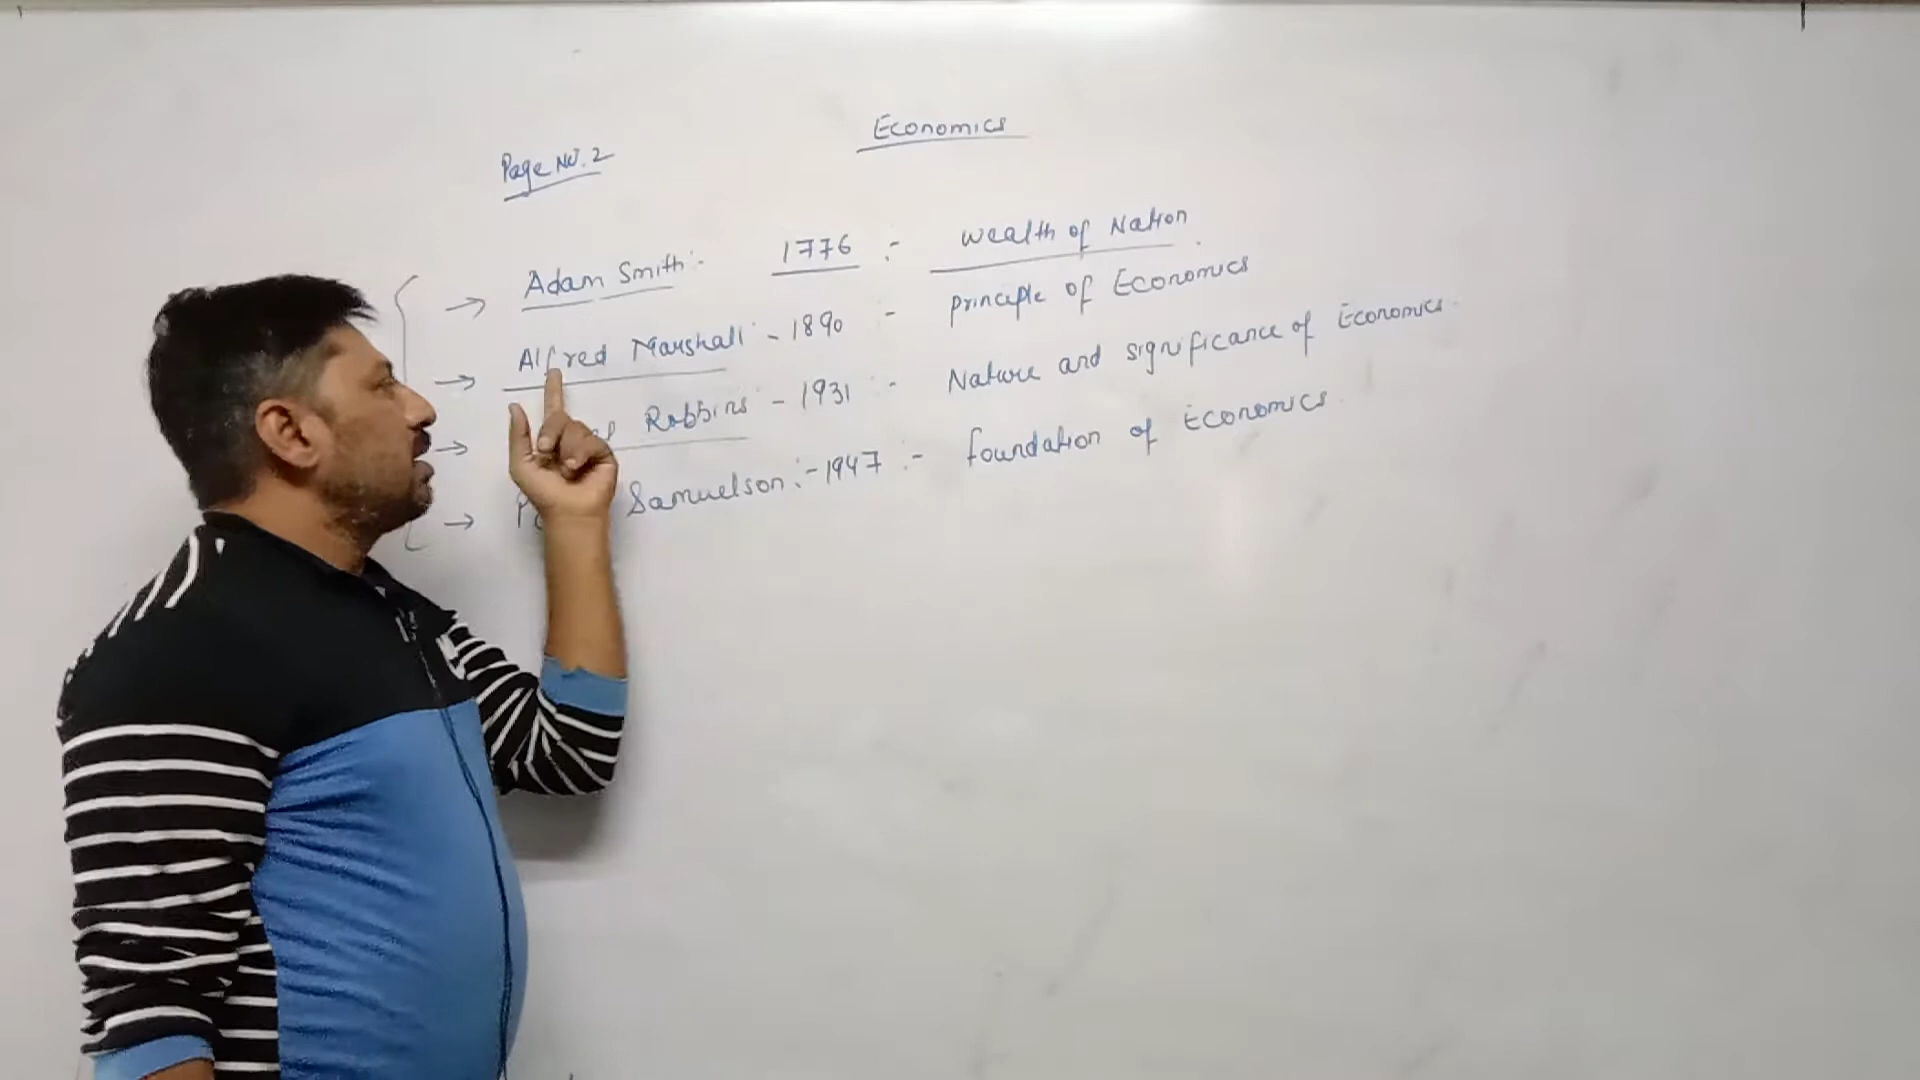 Economics
Page No. 2
Adam Smith :- 1776 :- Wealth of Nation
Alfred Marshall - 1890 - principle of Economics
Robbins - 1931 :- Nature and significance of Economics.
Samuelson :- 1947 :- foundation of Economics.